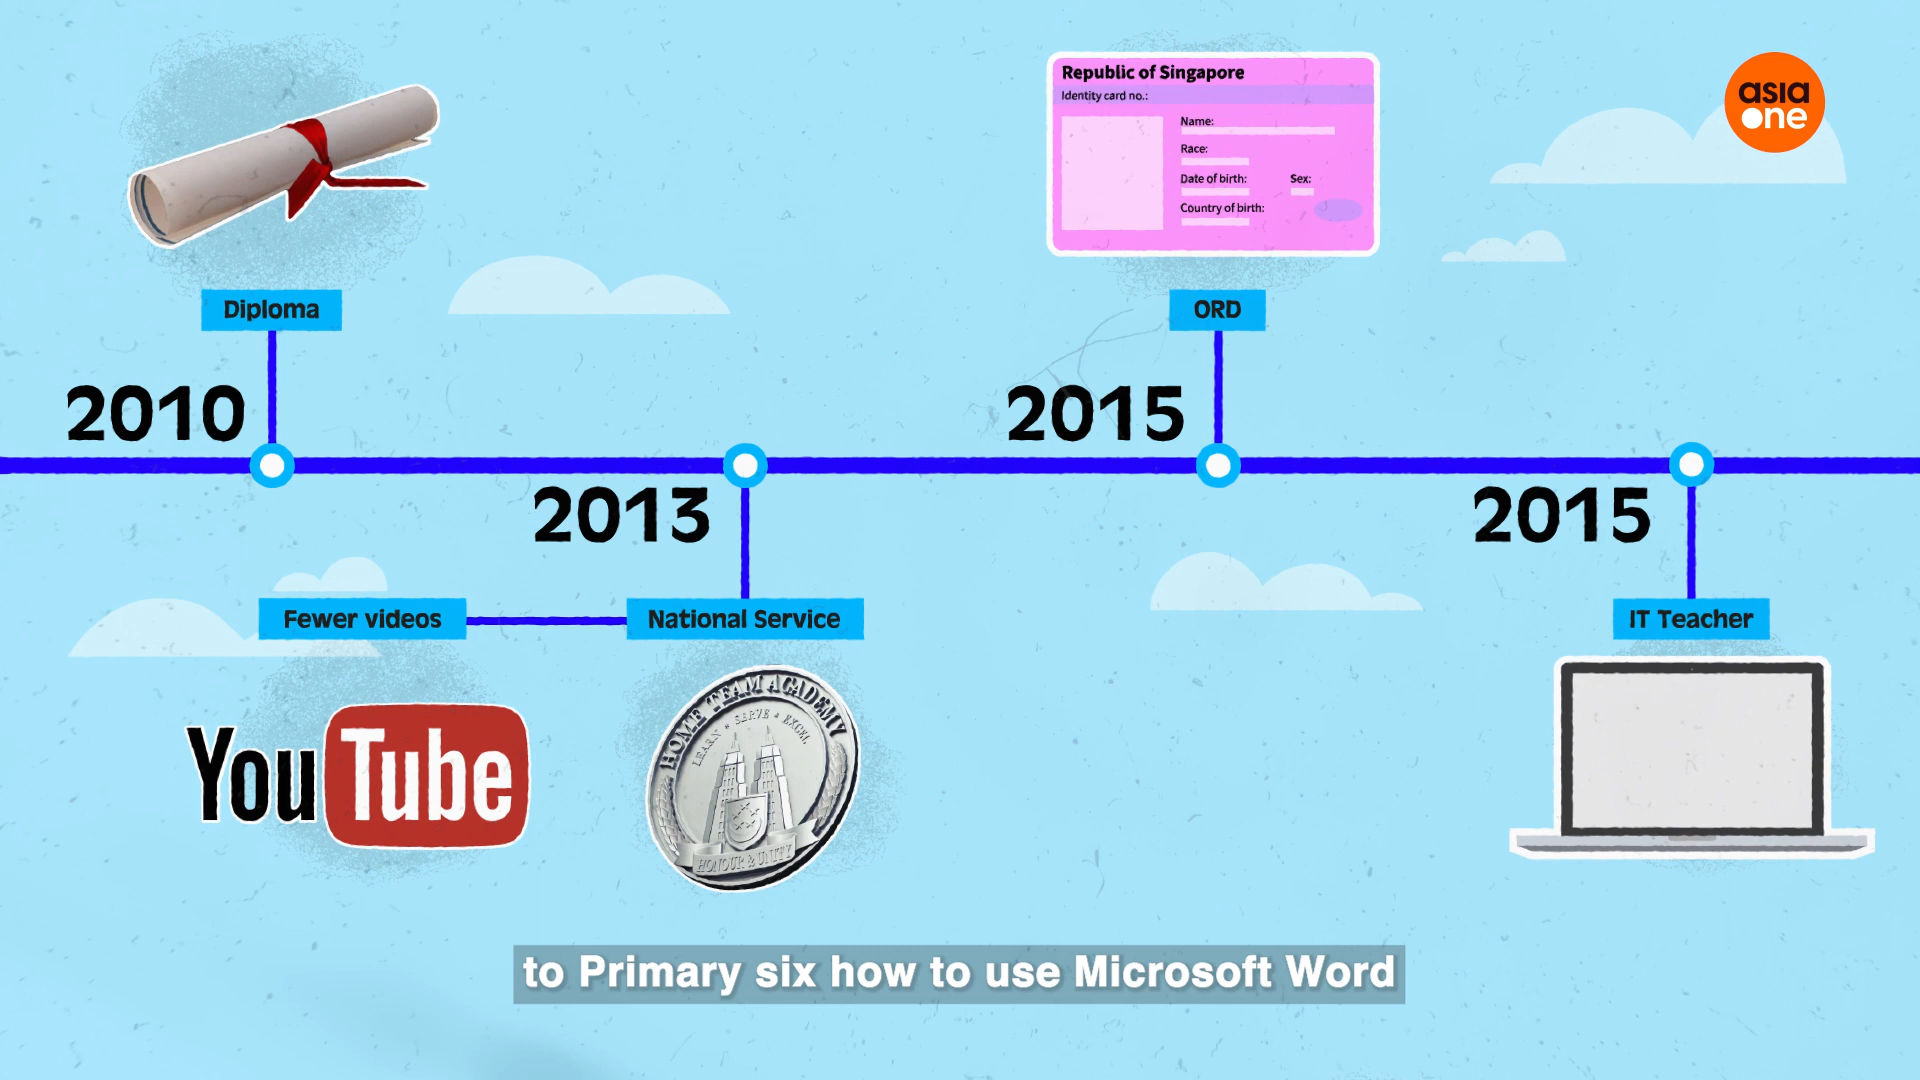 asia
one
Republic of Singapore
Identity card no.:
Name:
Race:
Date of birth:
Sex:
Country of birth:
Diploma
ORD
2010
2015
2013
2015
Fewer videos
National Service
IT Teacher
YouTube
HOME TEAM ACADEMY
LEARN • SERVE • EXCEL
HONOUR & UNITY
to Primary six how to use Microsoft Word